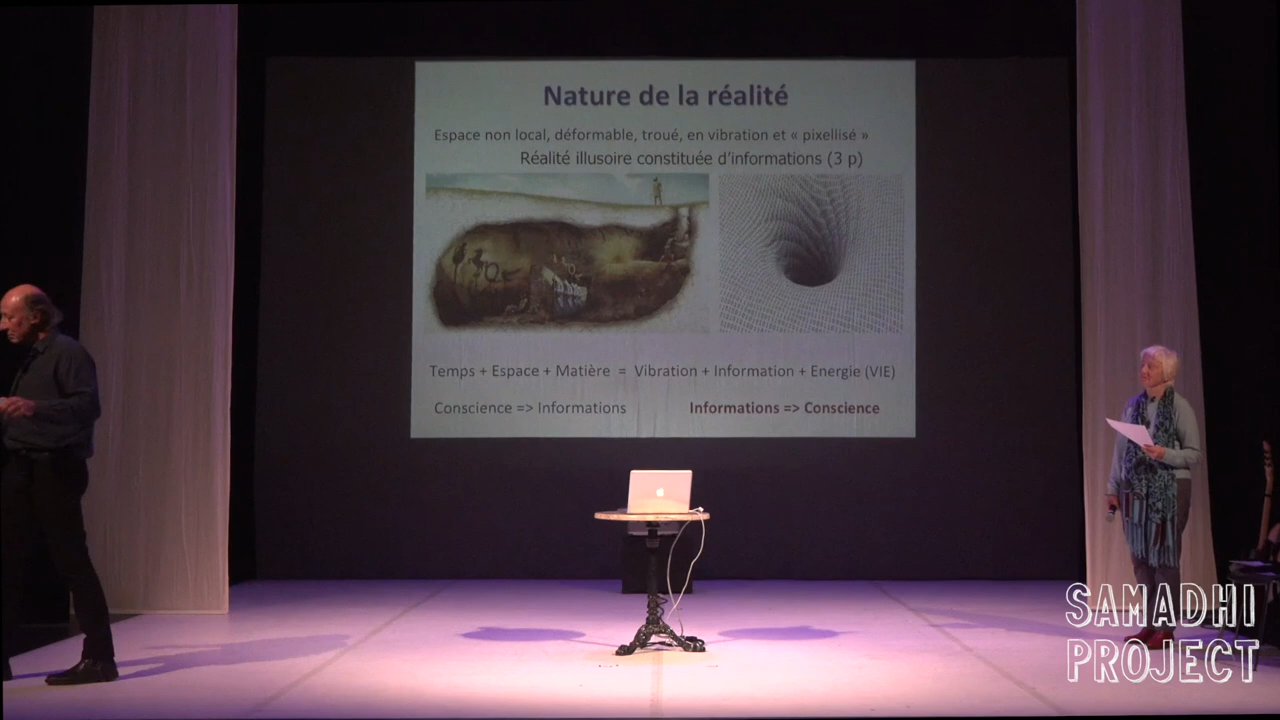 Nature de la réalité
Espace non local, déformable, troué, en vibration et « pixellisé »
Réalité illusoire constituée d'informations (3 p)
Temps + Espace + Matière = Vibration + Information + Energie (VIE)
Conscience => Informations Informations => Conscience
SAMADHI
PROJECT